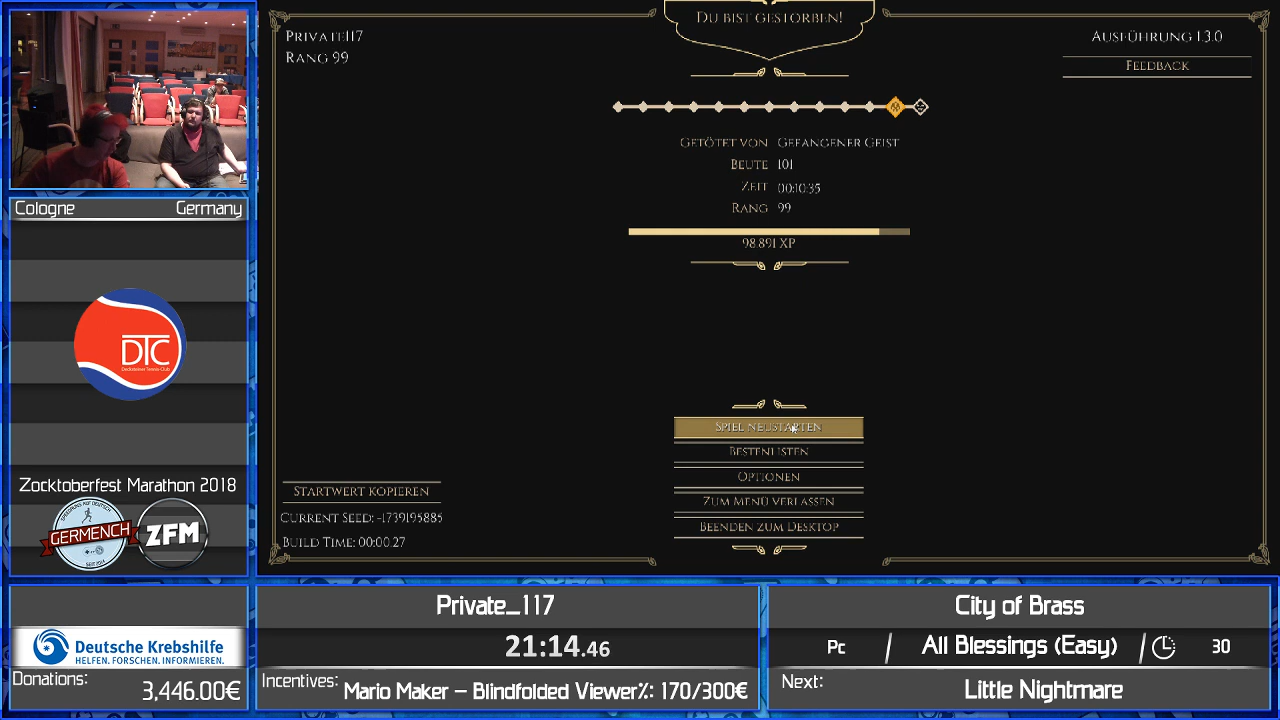 Du bist gestorben!
Private117
Rang 99
Ausführung 1.3.0
Feedback
Getötet von Gefangener Geist
Beute 101
Zeit 00:10:35
Rang 99
98.891 XP
Spiel neustarten
Bestenlisten
Optionen
Zum Menü verlassen
Beenden zum Desktop
Startwert kopieren
Current Seed: -1739195885
Build Time: 00:00.27
Cologne Germany
DTC
Decksteiner Tennis Club
Zocktoberfest Marathon 2018
GERMENCH
ZFM
Deutsche Krebshilfe
HELFEN. FORSCHEN. INFORMIEREN.
Donations: 3,446.00€
Private_117
21:14.46
Incentives: Mario Maker – Blindfolded Viewer%: 170/300€
City of Brass
Pc / All Blessings (Easy) / 30
Next: Little Nightmare